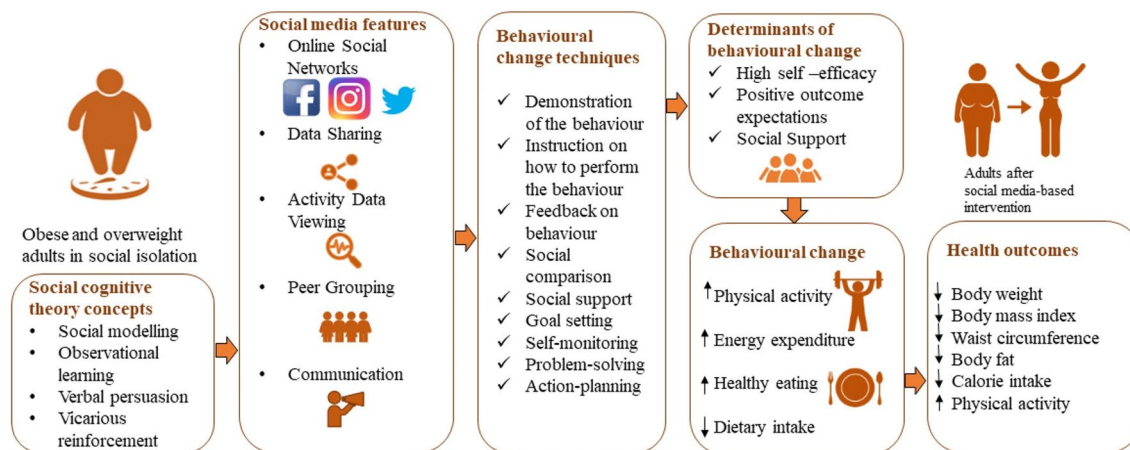 Obese and overweight
adults in social isolation
Social cognitive
theory concepts
• Social modelling
• Observational
learning
• Verbal persuasion
• Vicarious
reinforcement
Social media features
• Online Social
Networks
• Data Sharing
• Activity Data
Viewing
• Peer Grouping
• Communication
Behavioural
change techniques
✓ Demonstration
of the behaviour
✓ Instruction on
how to perform
the behaviour
✓ Feedback on
behaviour
✓ Social
comparison
✓ Social support
✓ Goal setting
✓ Self-monitoring
✓ Problem-solving
✓ Action-planning
Determinants of
behavioural change
✓ High self –efficacy
✓ Positive outcome
expectations
✓ Social Support
Behavioural change
↑ Physical activity
↑ Energy expenditure
↑ Healthy eating
↓ Dietary intake
Adults after
social media-based
intervention
Health outcomes
↓ Body weight
↓ Body mass index
↓ Waist circumference
↓ Body fat
↓ Calorie intake
↑ Physical activity